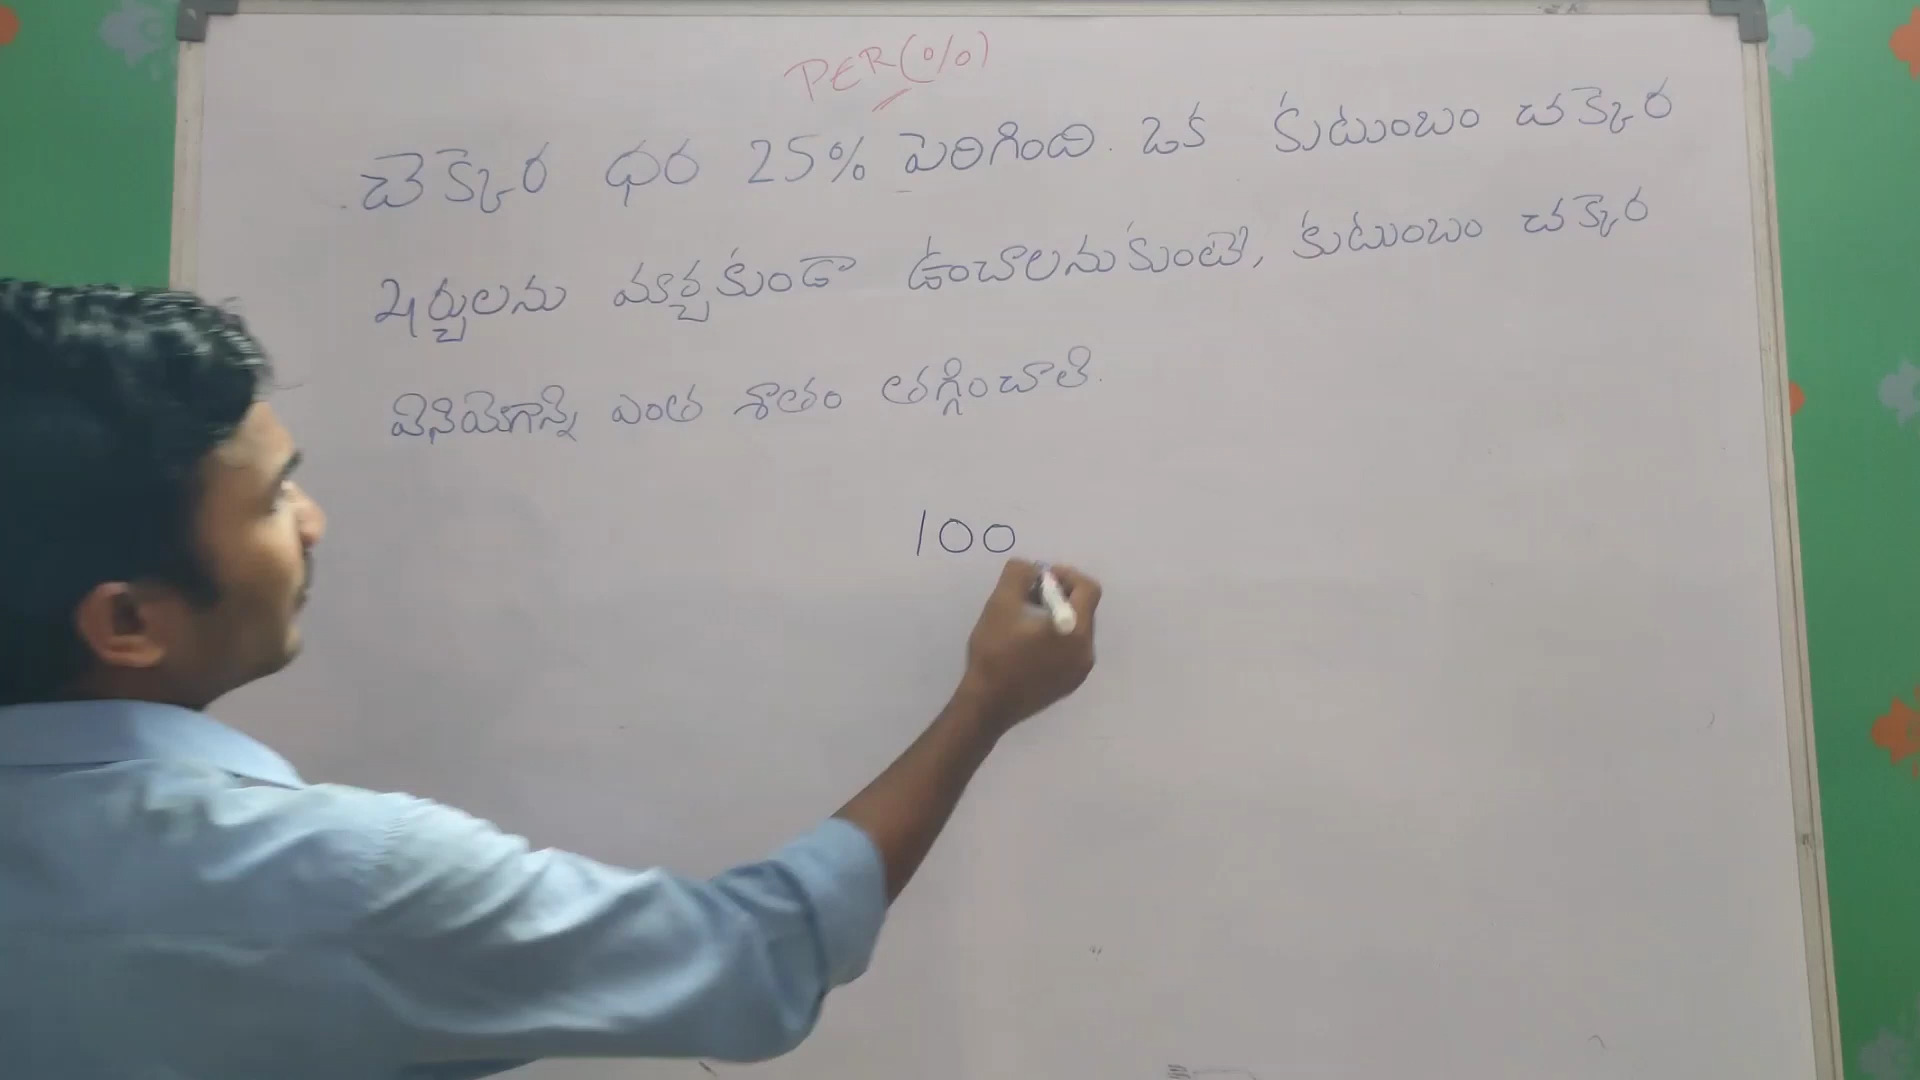 PER(%)
చెక్కెర ధర 25% పెరిగింది. ఒక కుటుంబం చక్కెర
ఖర్చులను మార్చకుండా ఉంచాలనుకుంటే, కుటుంబం చక్కెర
వినియోగాన్ని ఎంత శాతం తగ్గించాలి.
100